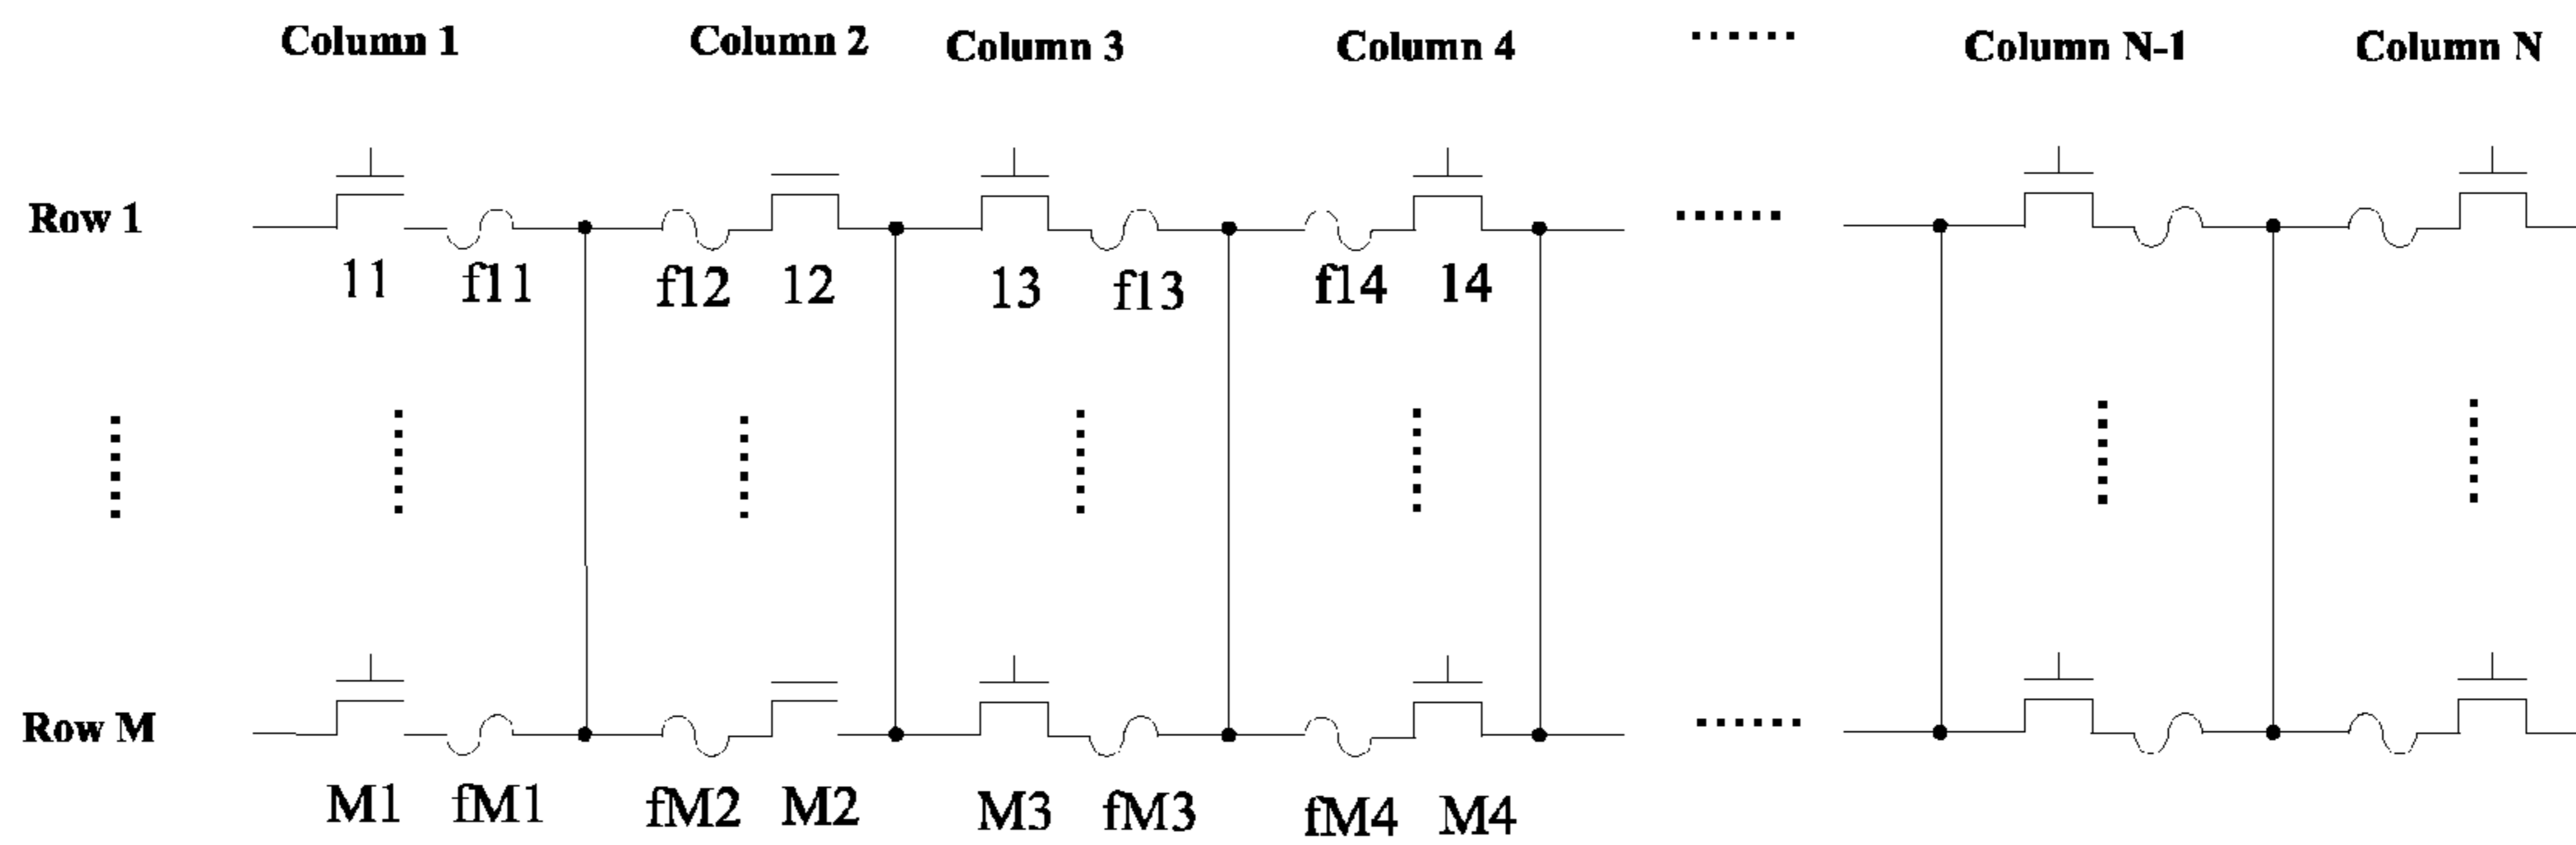 Column 1 Column 2 Column 3 Column 4 ...... Column N-1 Column N
Row 1 ......
11 f11 f12 12 13 f13 f14 14
Row M ......
M1 fM1 fM2 M2 M3 fM3 fM4 M4